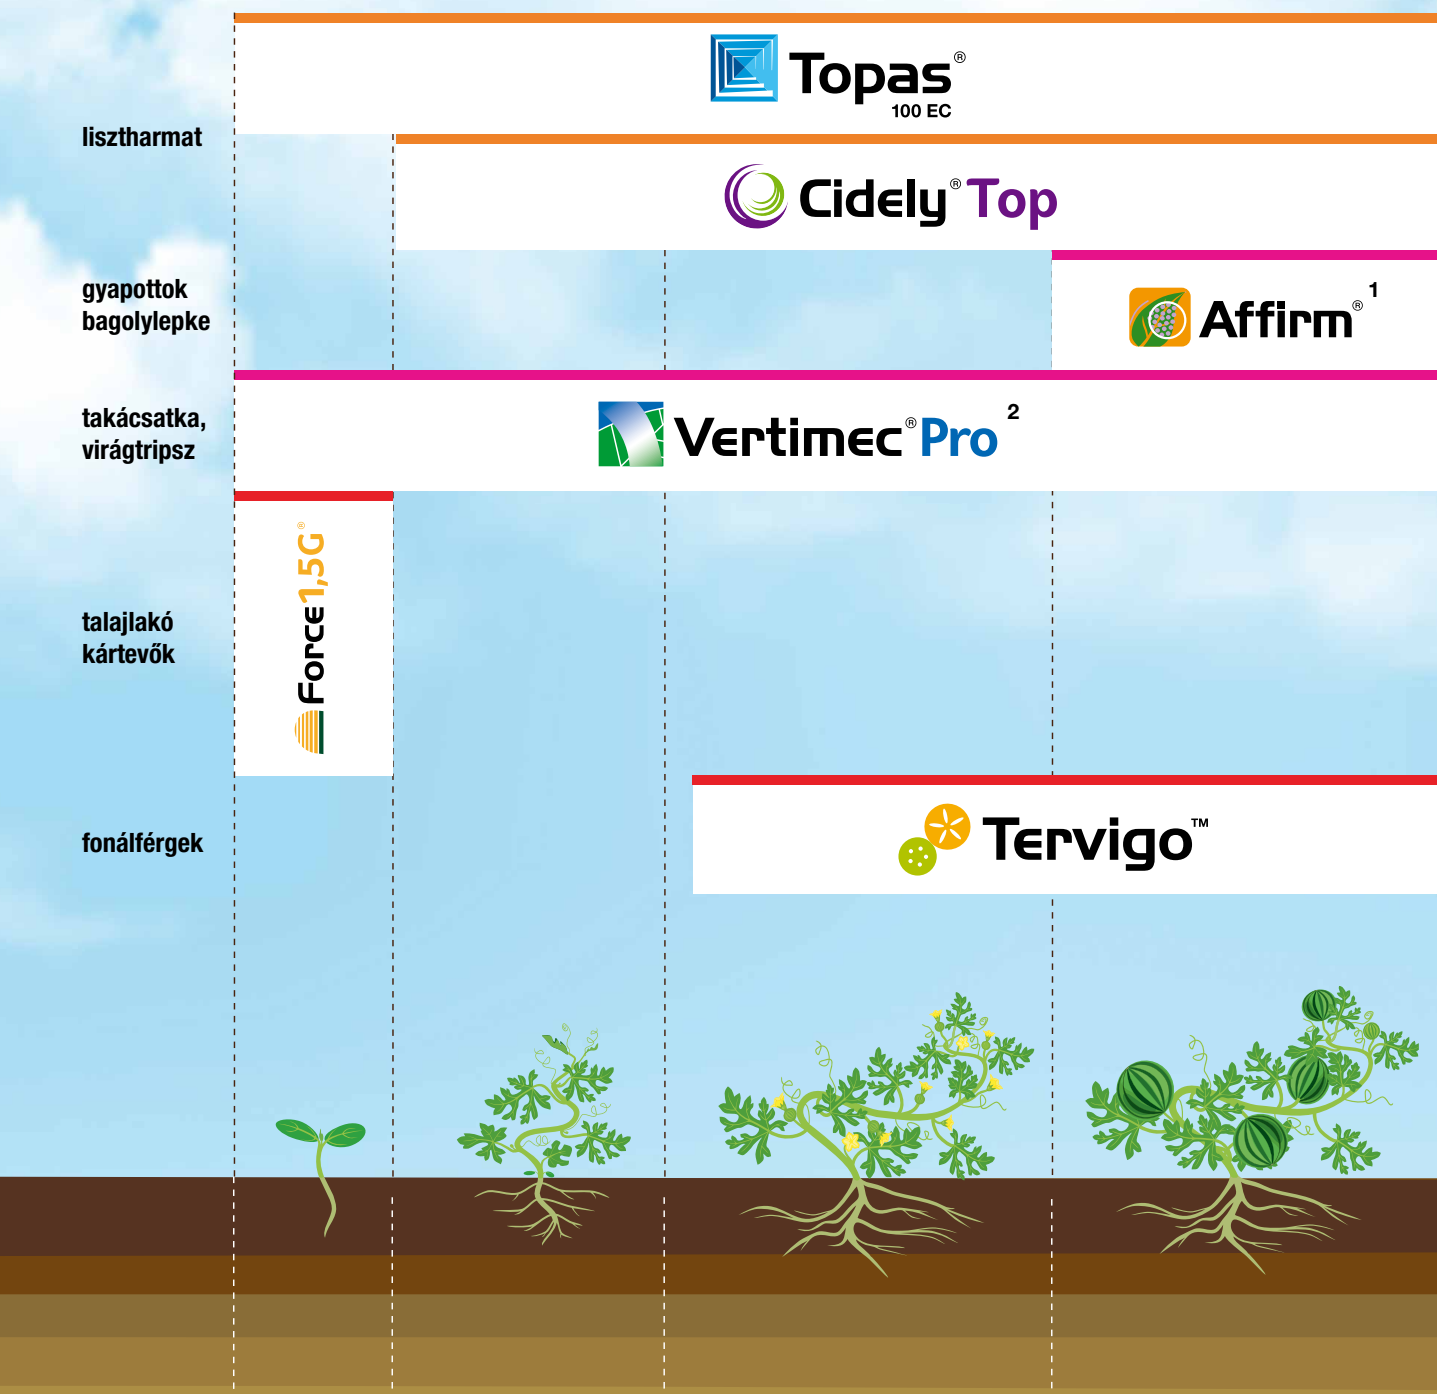 Topas®
100 EC
lisztharmat
Cidely® Top
gyapottok
bagolylepke
Affirm® 1
takácsatka,
virágtripsz
Vertimec® Pro 2
Force 1,5G®
talajlakó
kártevők
fonálférgek
Tervigo™